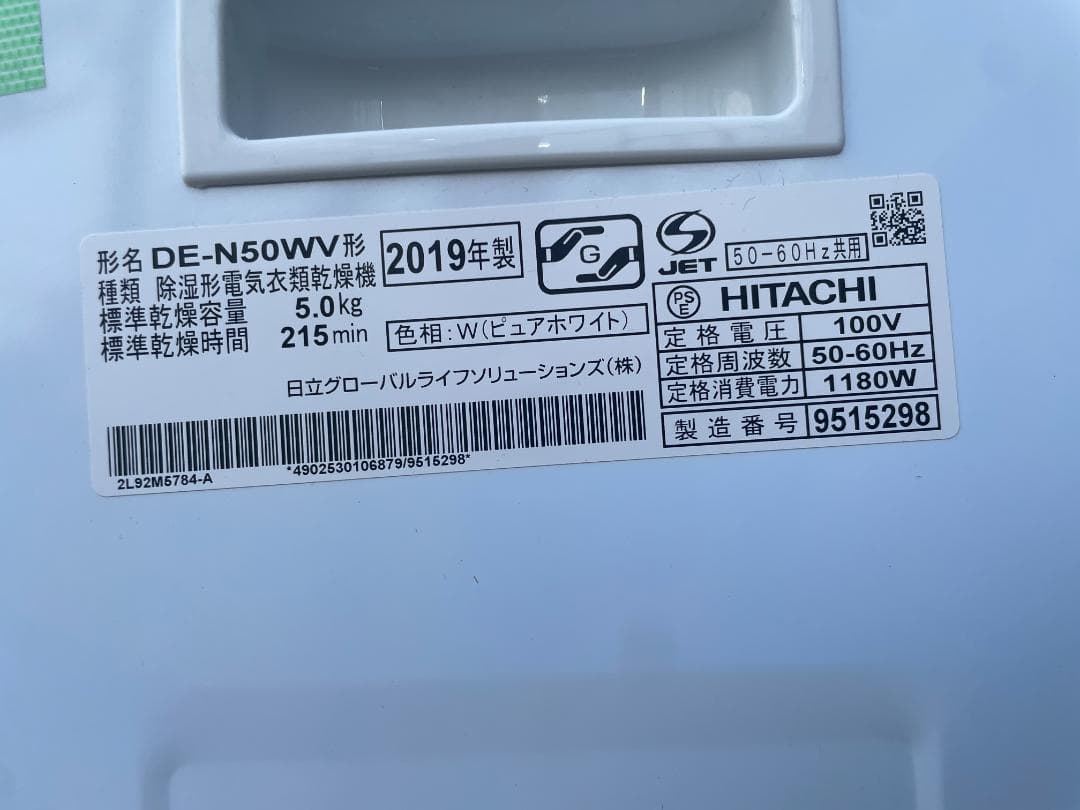 形名 DE-N50WV形
2019年製
種類 除湿形電気衣類乾燥機
標準乾燥容量 5.0kg
標準乾燥時間 215min
色相:W(ピュアホワイト)
日立グローバルライフソリューションズ(株)
*4902530106879/9515298*
2L92M5784-A
G
JET
50-60Hz共用
PSE HITACHI
定格電圧 100V
定格周波数 50-60Hz
定格消費電力 1180W
製造番号 9515298